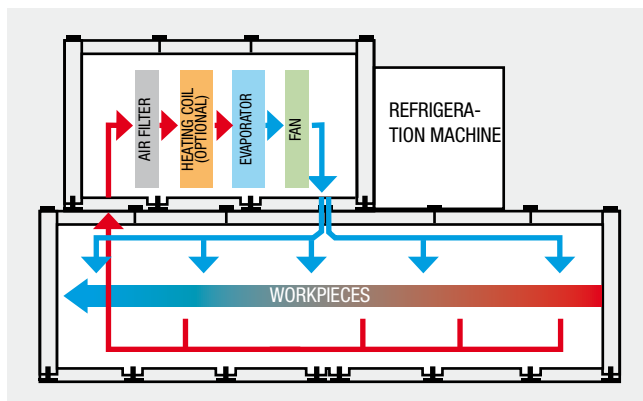 AIR FILTER
HEATING COIL
(OPTIONAL)
EVAPORATOR
FAN
REFRIGERA-
TION MACHINE
WORKPIECES